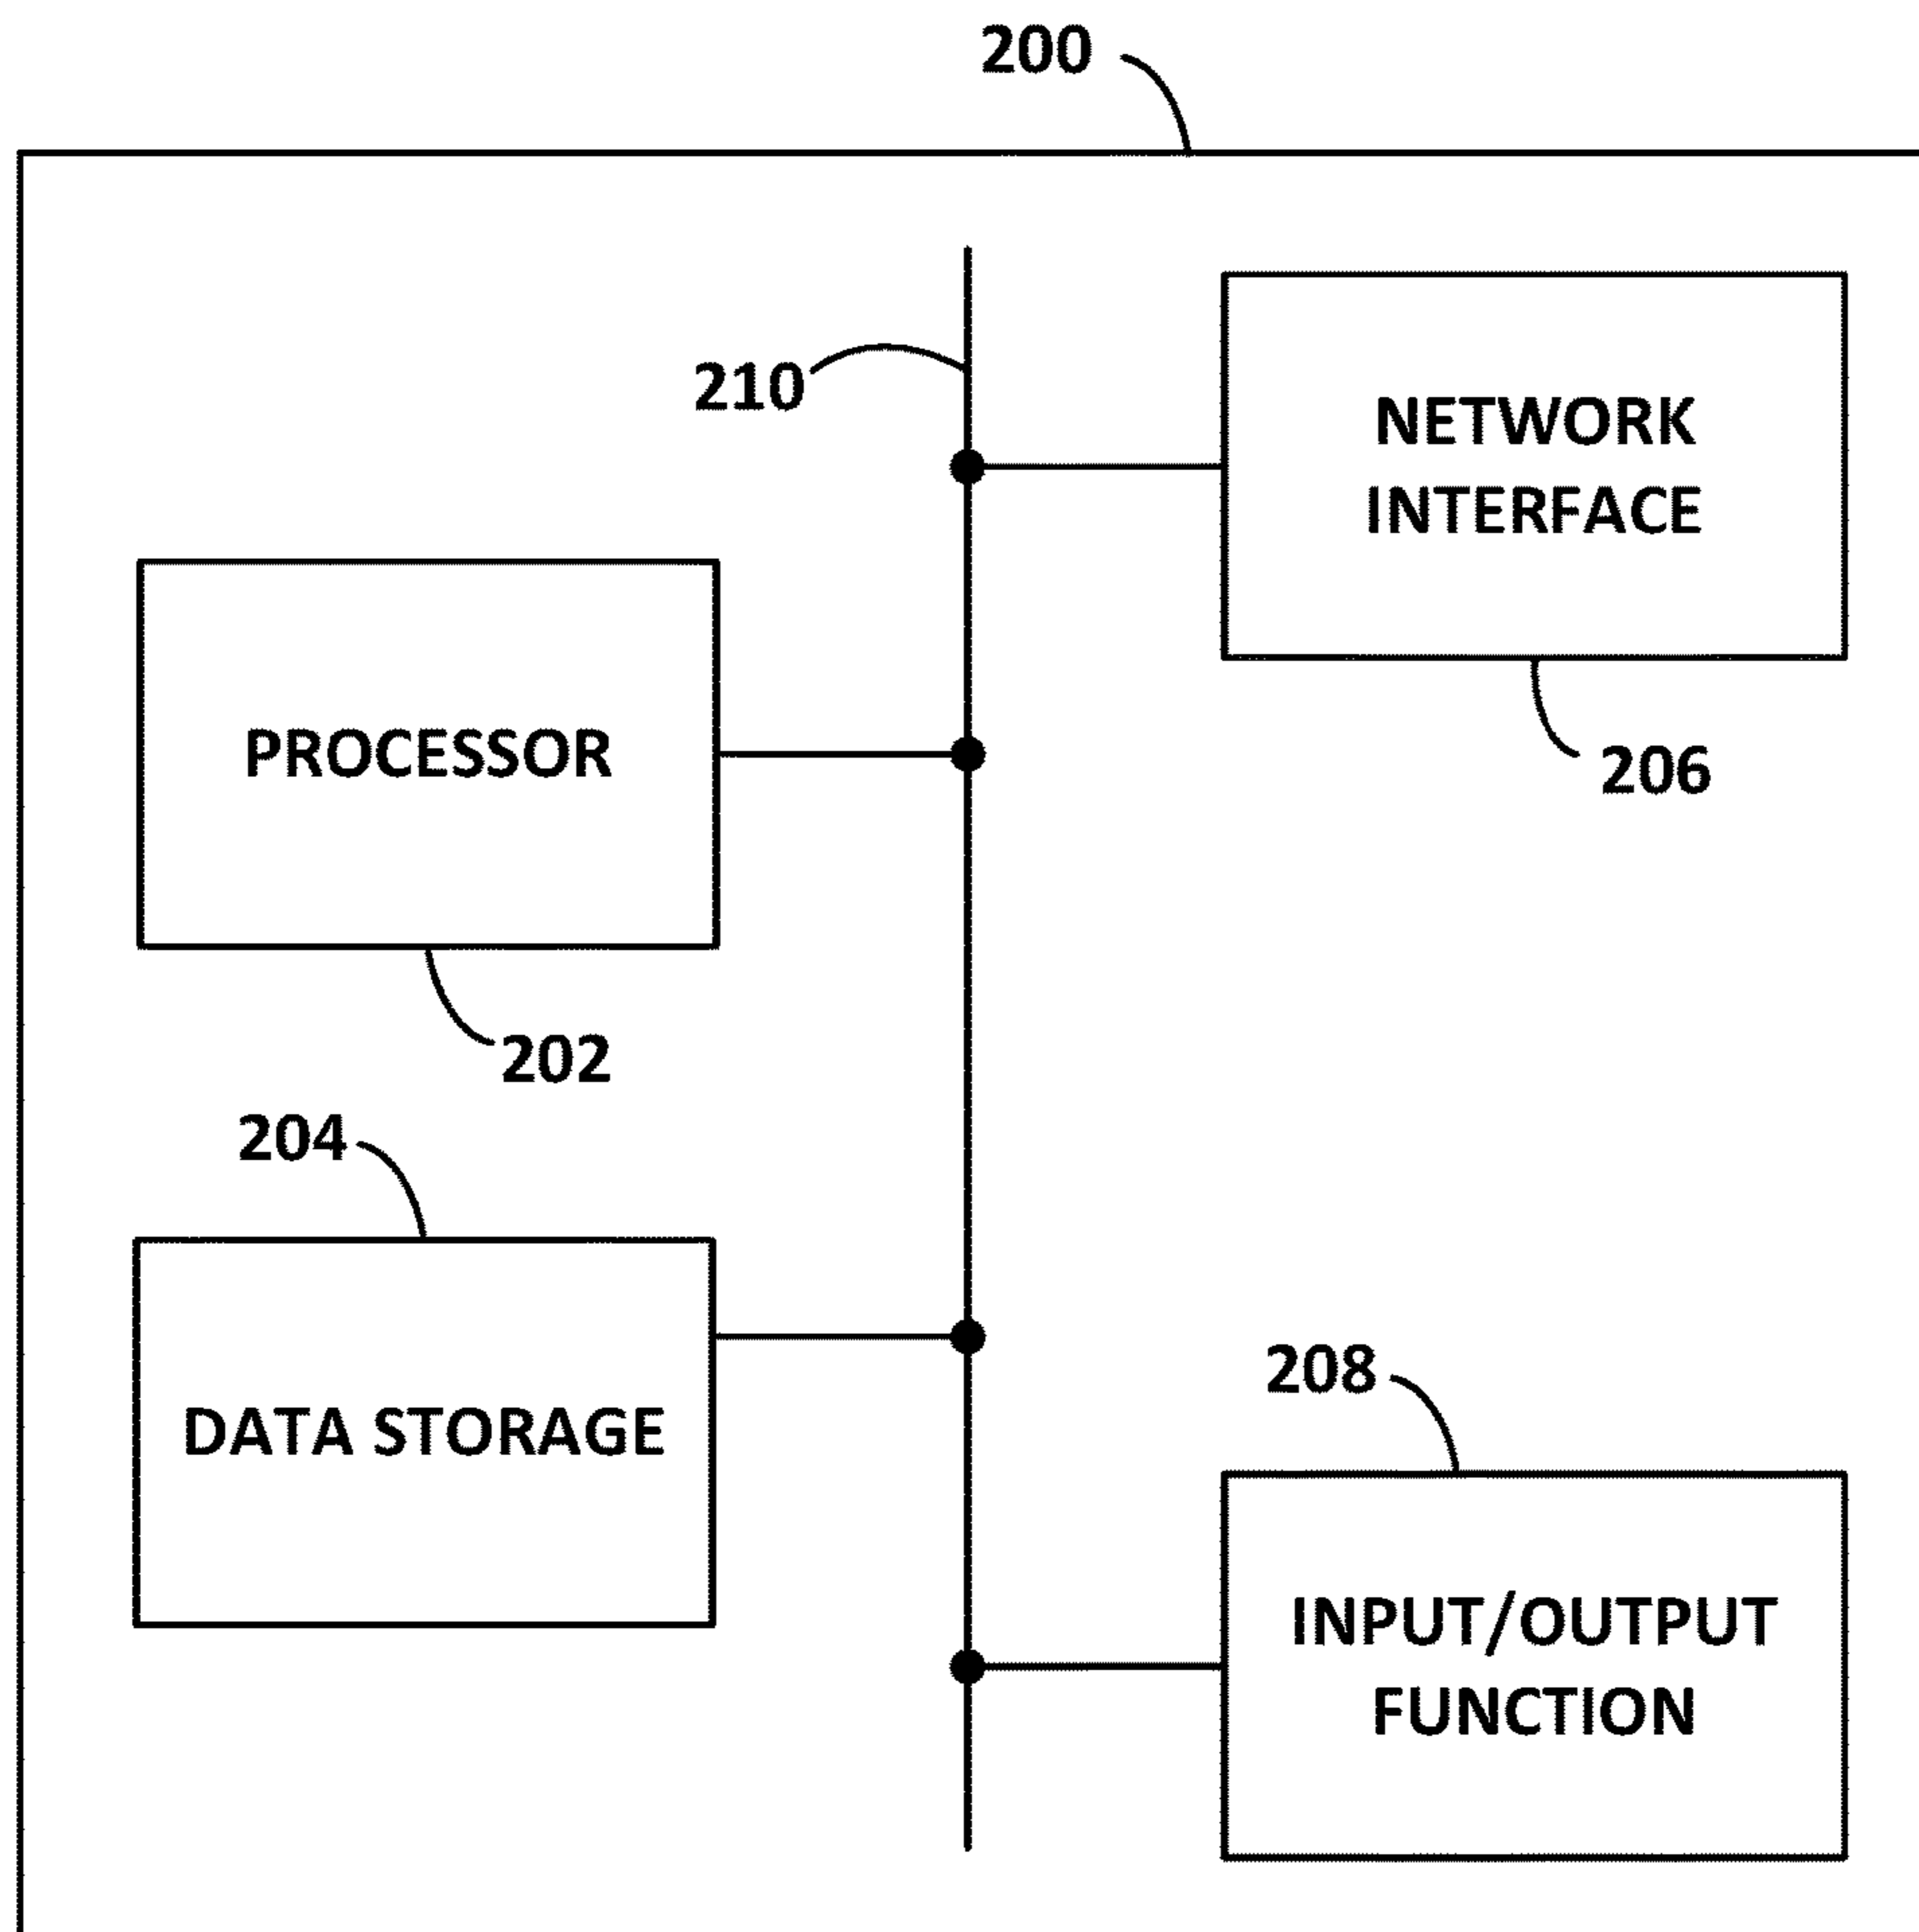 200
210
NETWORK
INTERFACE
206
PROCESSOR
202
204
DATA STORAGE
208
INPUT/OUTPUT
FUNCTION